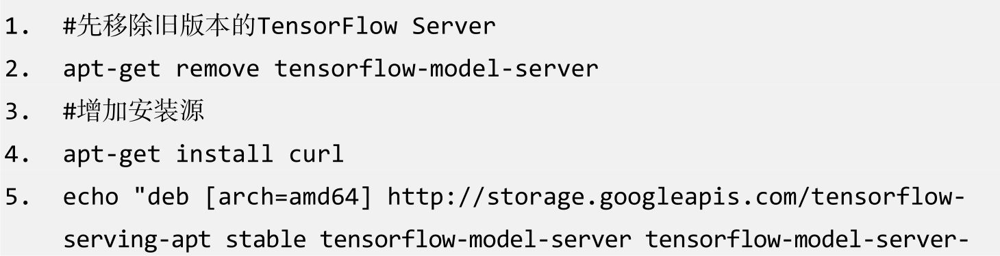 1. #先移除旧版本的TensorFlow Server
2. apt-get remove tensorflow-model-server
3. #增加安装源
4. apt-get install curl
5. echo "deb [arch=amd64] http://storage.googleapis.com/tensorflow-
serving-apt stable tensorflow-model-server tensorflow-model-server-